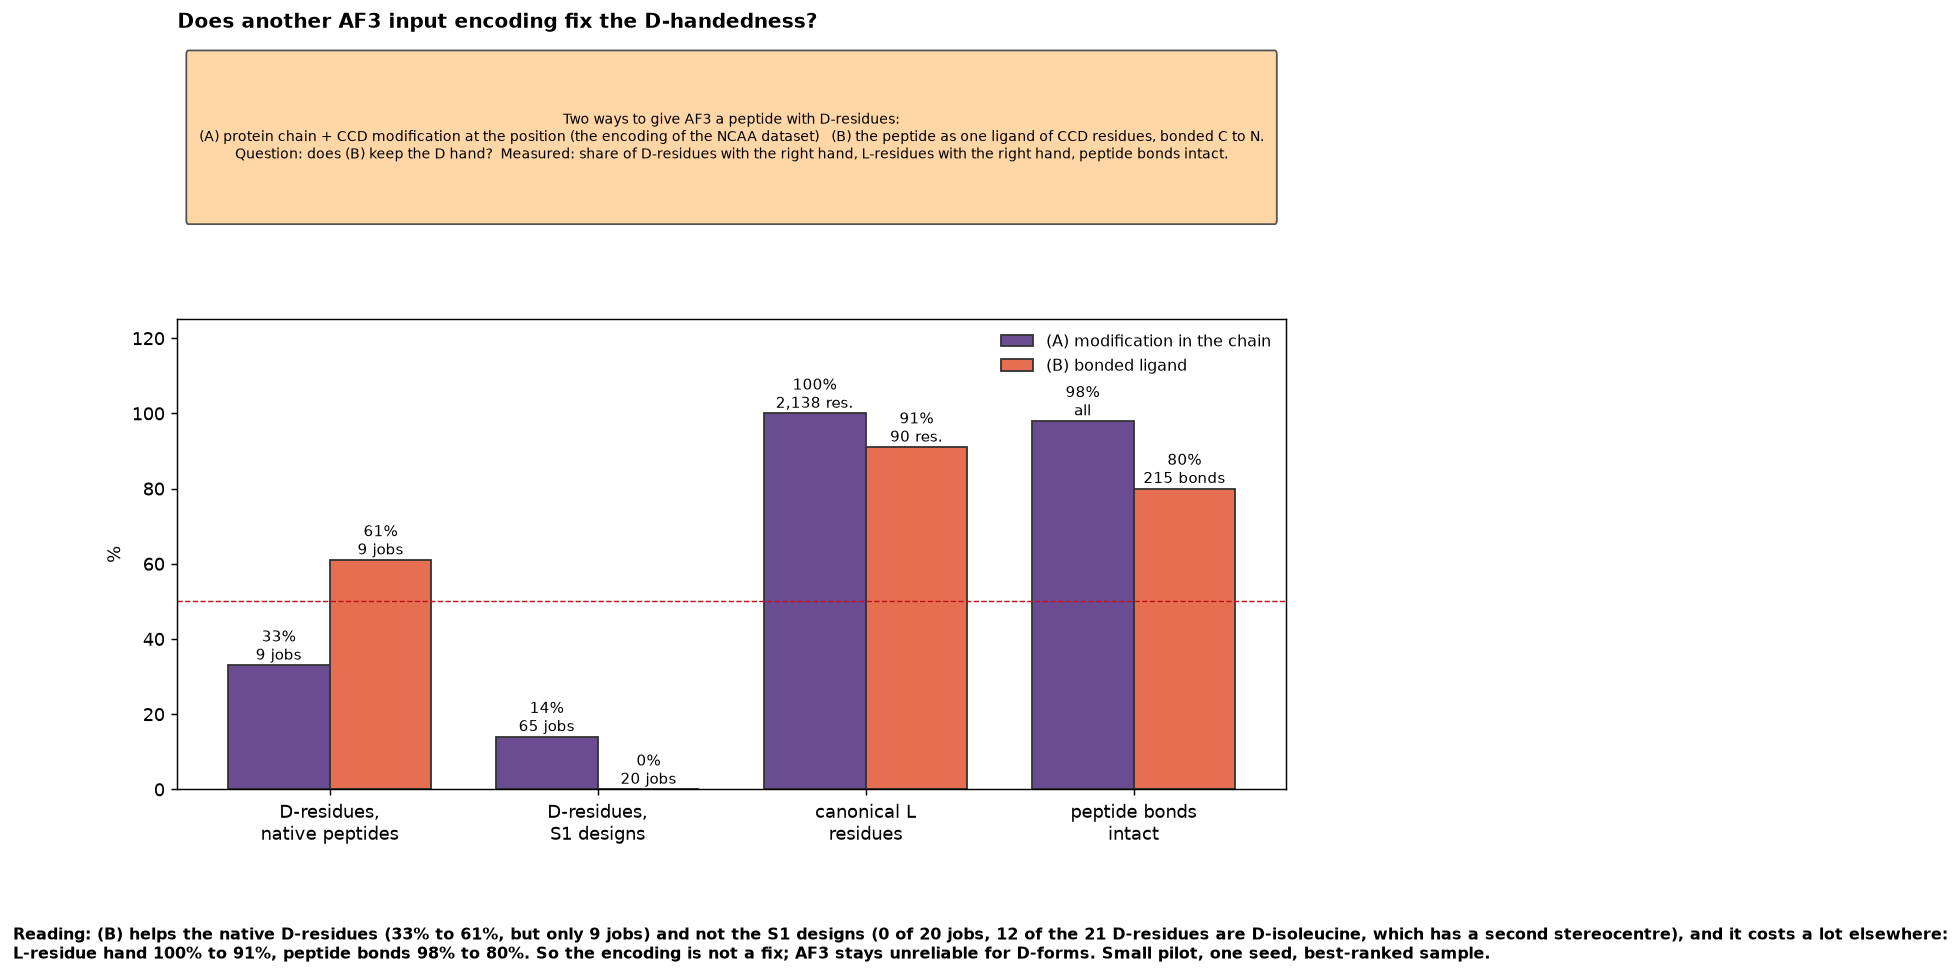 Does another AF3 input encoding fix the D-handedness?
Two ways to give AF3 a peptide with D-residues:
(A) protein chain + CCD modification at the position (the encoding of the NCAA dataset)   (B) the peptide as one ligand of CCD residues, bonded C to N.
Question: does (B) keep the D hand?  Measured: share of D-residues with the right hand, L-residues with the right hand, peptide bonds intact.
120
100
80
60
40
20
0
%
(A) modification in the chain
(B) bonded ligand
33%
9 jobs
61%
9 jobs
14%
65 jobs
0%
20 jobs
100%
2,138 res.
91%
90 res.
98%
all
80%
215 bonds
D-residues,
native peptides
D-residues,
S1 designs
canonical L
residues
peptide bonds
intact
Reading: (B) helps the native D-residues (33% to 61%, but only 9 jobs) and not the S1 designs (0 of 20 jobs, 12 of the 21 D-residues are D-isoleucine, which has a second stereocentre), and it costs a lot elsewhere:
L-residue hand 100% to 91%, peptide bonds 98% to 80%. So the encoding is not a fix; AF3 stays unreliable for D-forms. Small pilot, one seed, best-ranked sample.